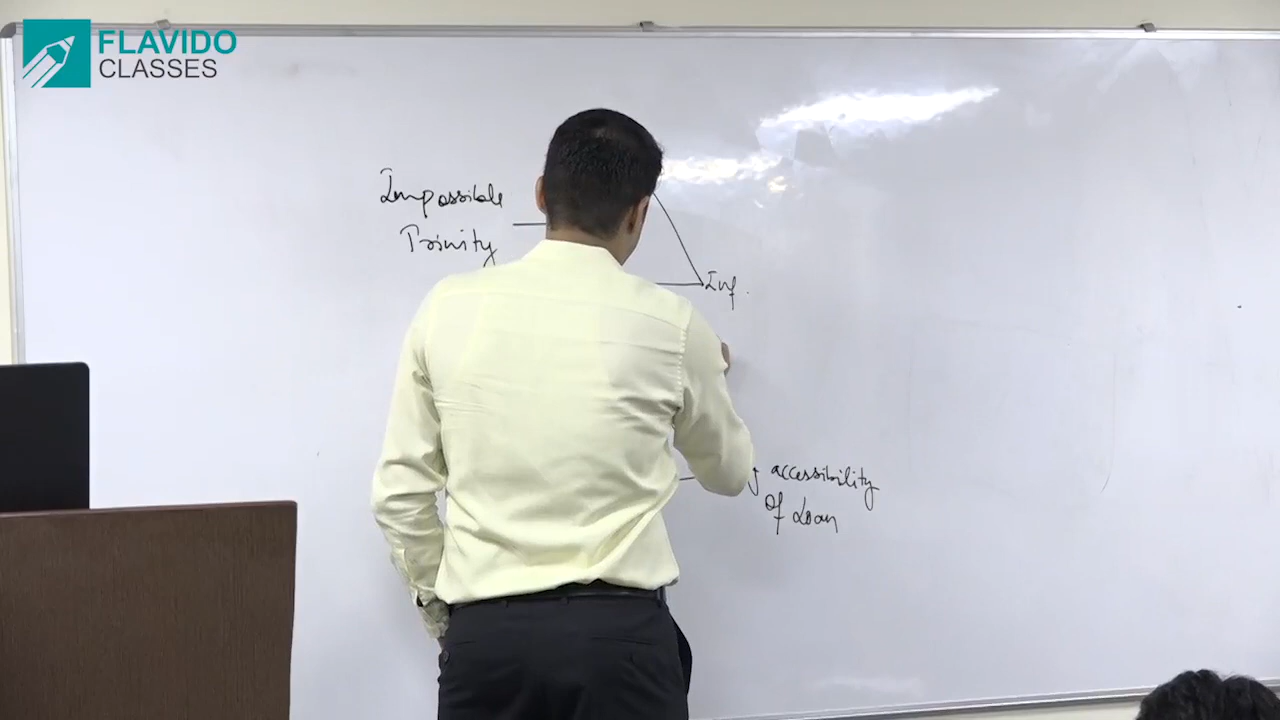 FLAVIDO
CLASSES
Impossible
Trinity
Inf.
accessibility
of Loan